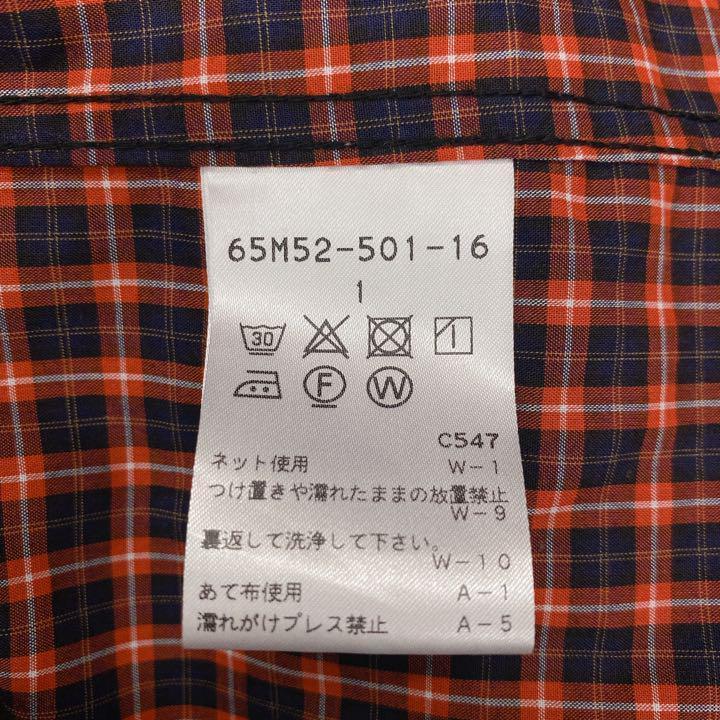 65M52-501-16
1
30
F W
C547
ネット使用 W-1
つけ置きや濡れたままの放置禁止
W-9
裏返して洗浄して下さい。
W-10
あて布使用 A-1
濡れがけプレス禁止 A-5